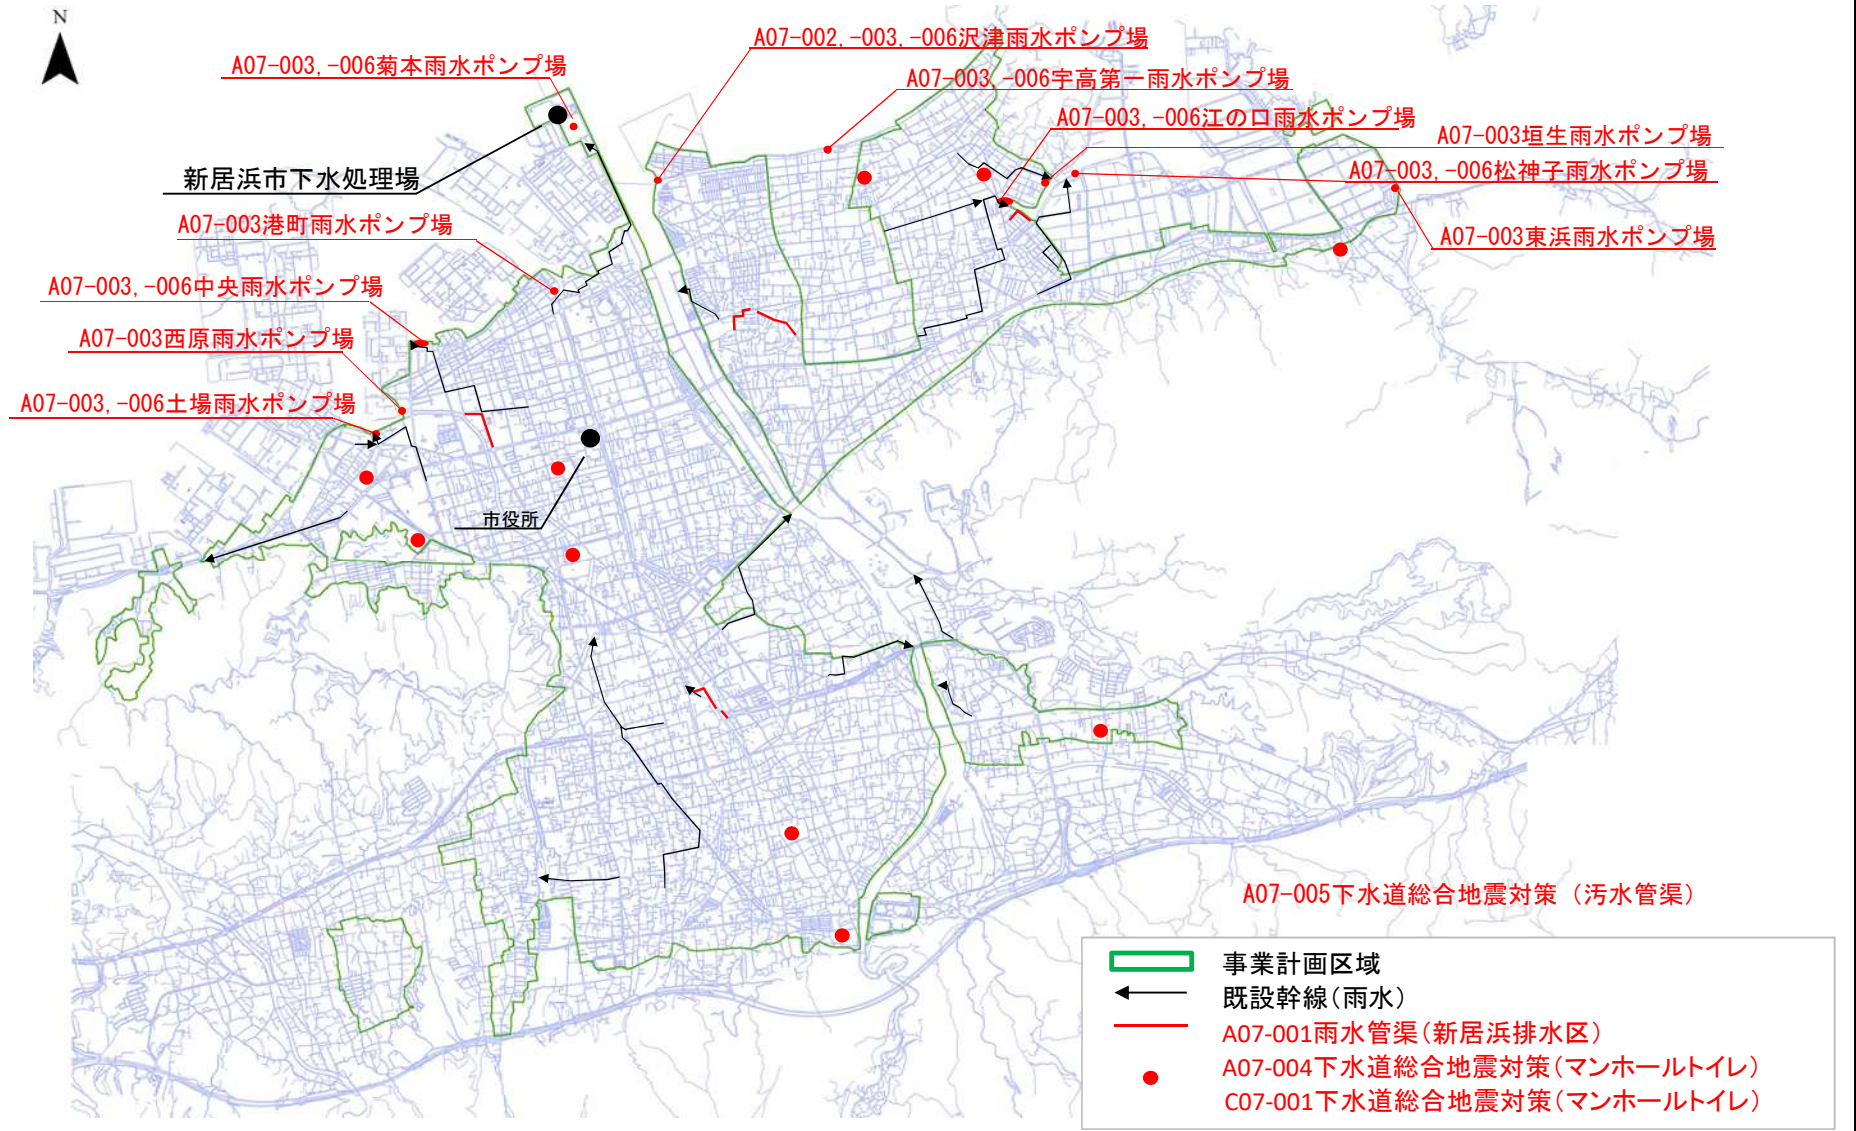 N
A07-002,-003,-006沢津雨水ポンプ場
A07-003,-006菊本雨水ポンプ場
A07-003,-006宇高第一雨水ポンプ場
A07-003,-006江の口雨水ポンプ場
A07-003垣生雨水ポンプ場
A07-003,-006松神子雨水ポンプ場
新居浜市下水処理場
A07-003港町雨水ポンプ場
A07-003東浜雨水ポンプ場
A07-003,-006中央雨水ポンプ場
A07-003西原雨水ポンプ場
A07-003,-006土場雨水ポンプ場
市役所
A07-005下水道総合地震対策（汚水管渠）
事業計画区域
既設幹線（雨水）
A07-001雨水管渠（新居浜排水区）
A07-004下水道総合地震対策（マンホールトイレ）
C07-001下水道総合地震対策（マンホールトイレ）